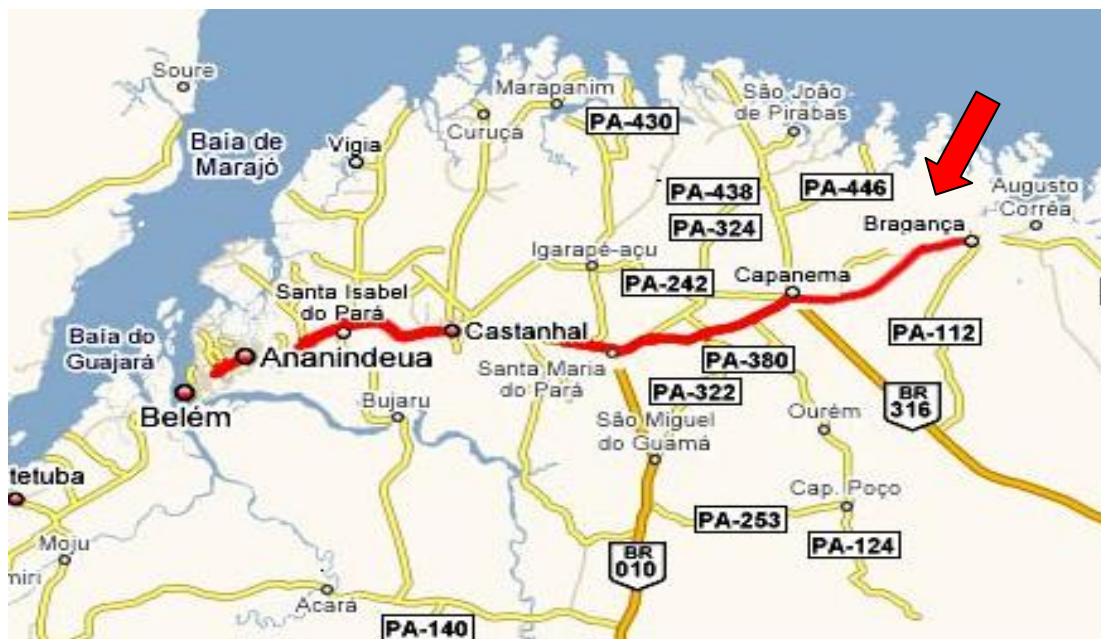 Soure
Marapanim
São João
de Pirabas
Curuçá
PA-430
Baía de
Marajó
Vigia
PA-438
PA-446
Augusto
Corrêa
PA-324
Bragança
Igarapé-açu
Capanema
PA-242
Santa Isabel
do Pará
Castanhal
Baía do
Guajará
Ananindeua
PA-112
PA-380
Santa Maria
do Pará
PA-322
BR
316
Belém
Bujaru
São Miguel
do Guamá
Ourém
tetuba
Cap. Poço
PA-253
Moju
PA-124
BR
010
miri
Acará
PA-140